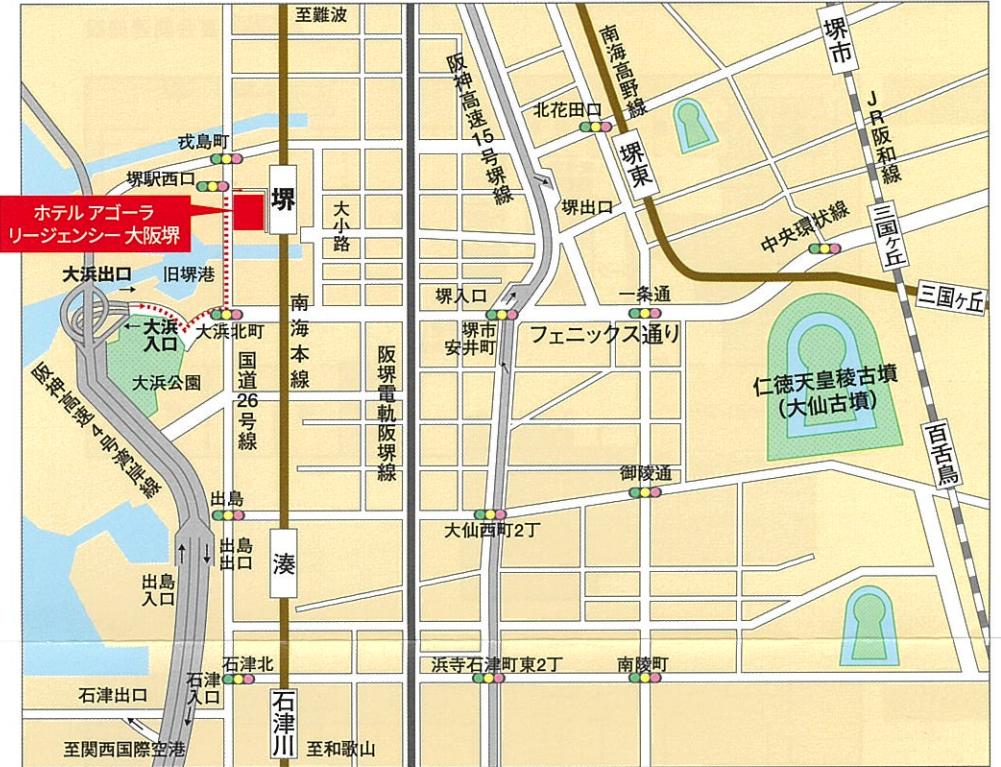 至難波
堺市
南海高野線
阪神高速15号堺線
JR阪和線
北花田口
戎島町
堺東
堺駅西口
堺
大小路
堺出口
三国ヶ丘
中央環状線
ホテル アゴーラ
リージェンシー 大阪堺
大浜出口
旧堺港
堺入口
一条通
三国ヶ丘
大浜
入口
大浜北町
南海本線
堺市
安井町
フェニックス通り
大浜公園
国道26号線
阪堺電軌阪堺線
仁徳天皇稜古墳
（大仙古墳）
阪神高速4号湾岸線
百舌鳥
御陵通
出島
大仙西町2丁
出島
出口
湊
出島
入口
石津北
浜寺石津町東2丁
南陵町
石津
入口
石津出口
石津川
至関西国際空港
至和歌山